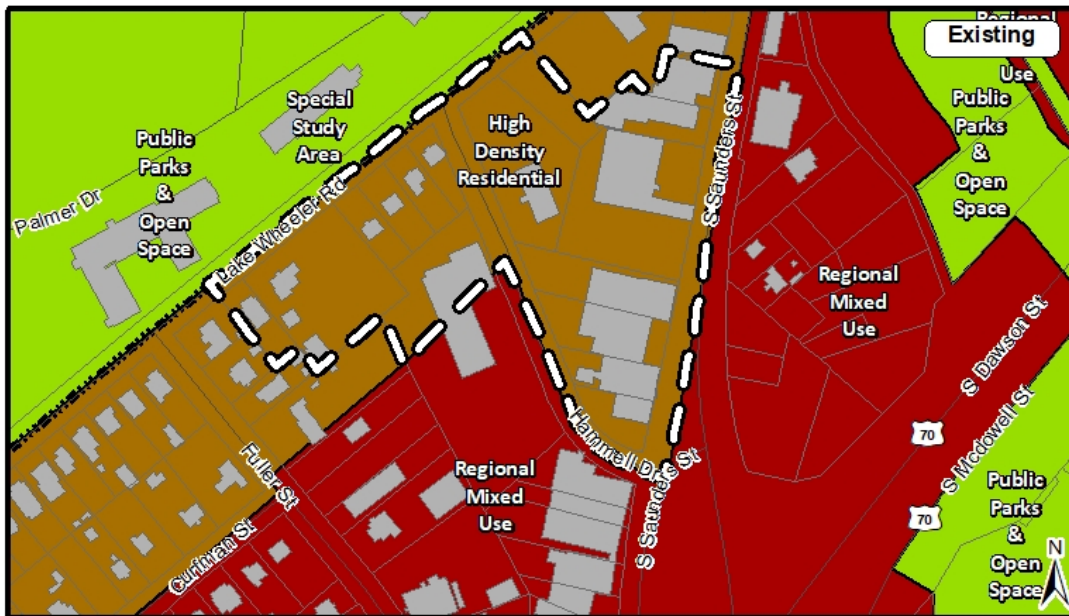 Existing
Regional
Use
Public
Parks
&
Open
Space
Special
Study
Area
Public
Parks
&
Open
Space
High
Density
Residential
Palmer Dr
Lake Wheeler Rd
S Saunders St
Regional
Mixed
Use
S Dawson St
70
S Mcdowell St
70
Hammell Dr
S Saunders St
Regional
Mixed
Use
Fuller St
Curfman St
Public
Parks
&
Open
Space
N